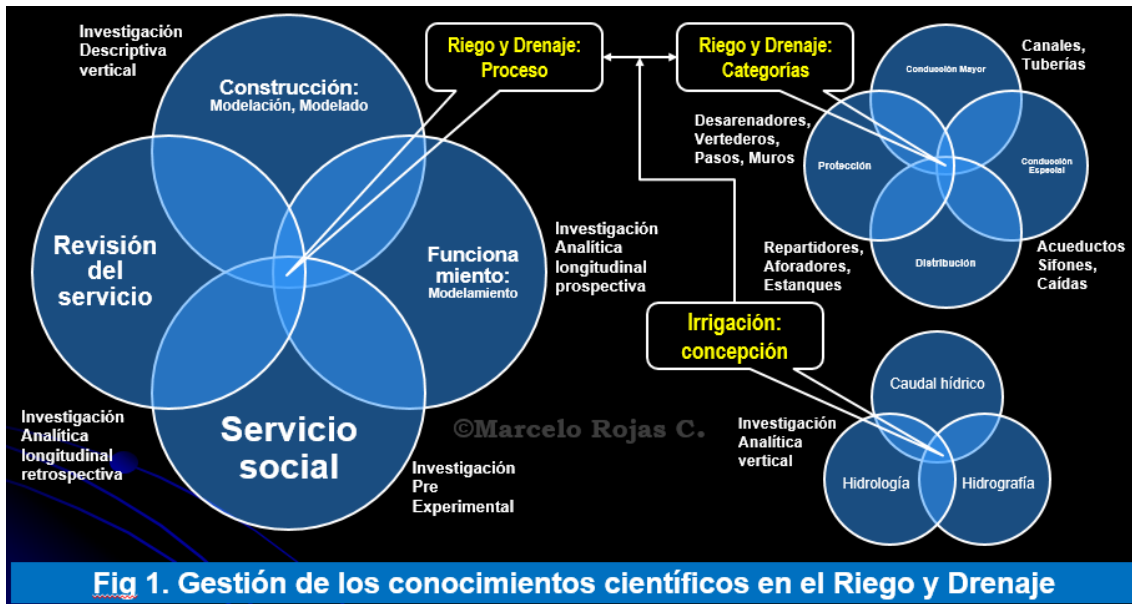 Investigación
Descriptiva
vertical
Construcción:
Modelación, Modelado
Riego y Drenaje:
Proceso
Revisión
del
servicio
Funciona
miento:
Modelamiento
Investigación
Analítica
longitudinal
prospectiva
Servicio
social
Investigación
Analítica
longitudinal
retrospectiva
Investigación
Pre
Experimental
Riego y Drenaje:
Categorías
Conducción Mayor
Canales,
Tuberías
Desarenadores,
Vertederos,
Pasos, Muros
Protección
Conducción
Especial
Distribución
Repartidores,
Aforadores,
Estanques
Acueductos
Sifones,
Caídas
Irrigación:
concepción
Caudal hídrico
Investigación
Analítica
vertical
Hidrología
Hidrografía
©Marcelo Rojas C.
Fig 1. Gestión de los conocimientos científicos en el Riego y Drenaje